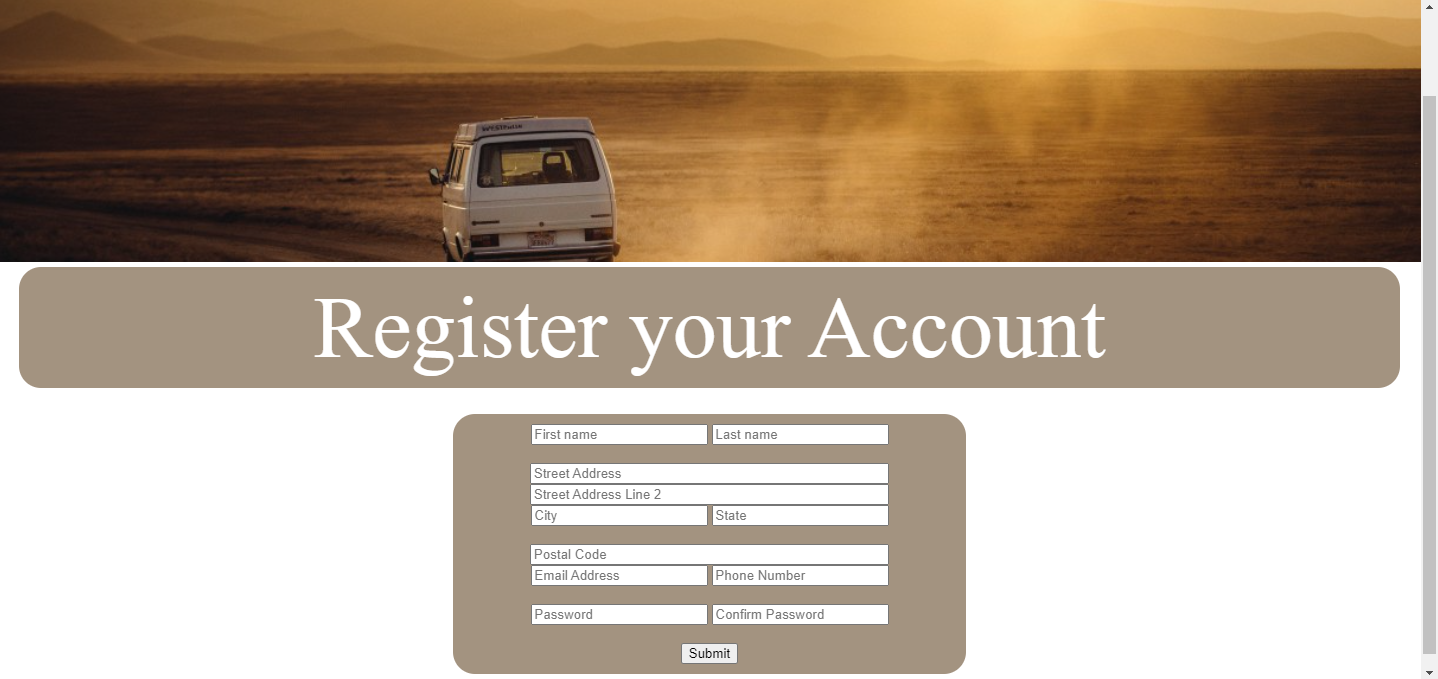 Westfalia
Register your Account
First name Last name
Street Address
Street Address Line 2
City State
Postal Code
Email Address Phone Number
Password Confirm Password
Submit